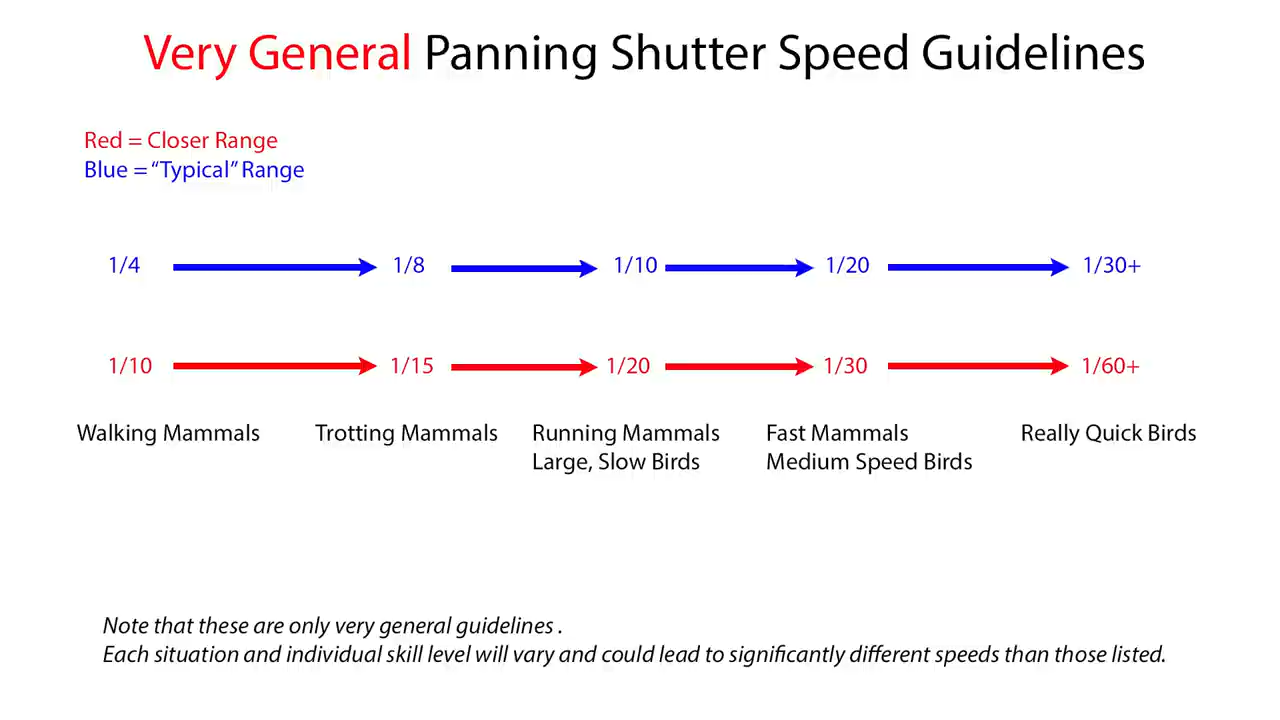 Very General Panning Shutter Speed Guidelines
Red = Closer Range
Blue = “Typical” Range
1/4 1/8 1/10 1/20 1/30+
1/10 1/15 1/20 1/30 1/60+
Walking Mammals Trotting Mammals Running Mammals Fast Mammals Really Quick Birds
Large, Slow Birds Medium Speed Birds
Note that these are only very general guidelines .
Each situation and individual skill level will vary and could lead to significantly different speeds than those listed.